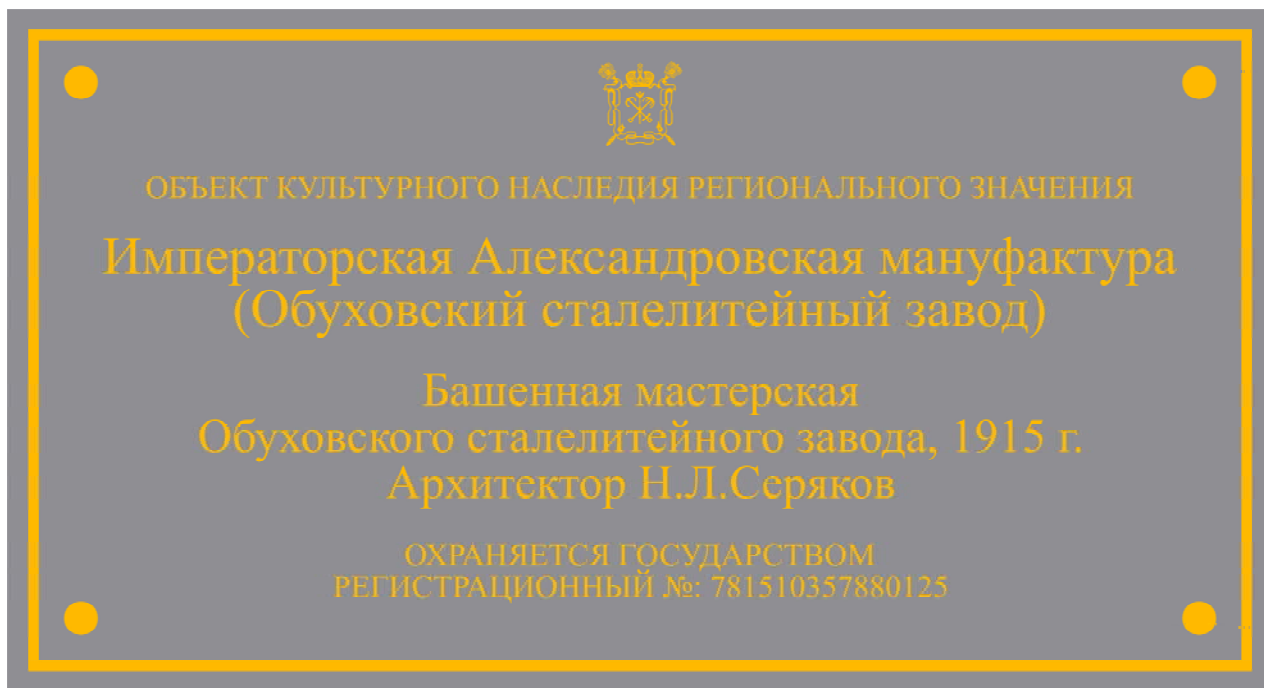 ОБЪЕКТ КУЛЬТУРНОГО НАСЛЕДИЯ РЕГИОНАЛЬНОГО ЗНАЧЕНИЯ
Императорская Александровская мануфактура
(Обуховский сталелитейный завод)
Башенная мастерская
Обуховского сталелитейного завода, 1915 г.
Архитектор Н.Л.Серяков
ОХРАНЯЕТСЯ ГОСУДАРСТВОМ
РЕГИСТРАЦИОННЫЙ №: 781510357880125